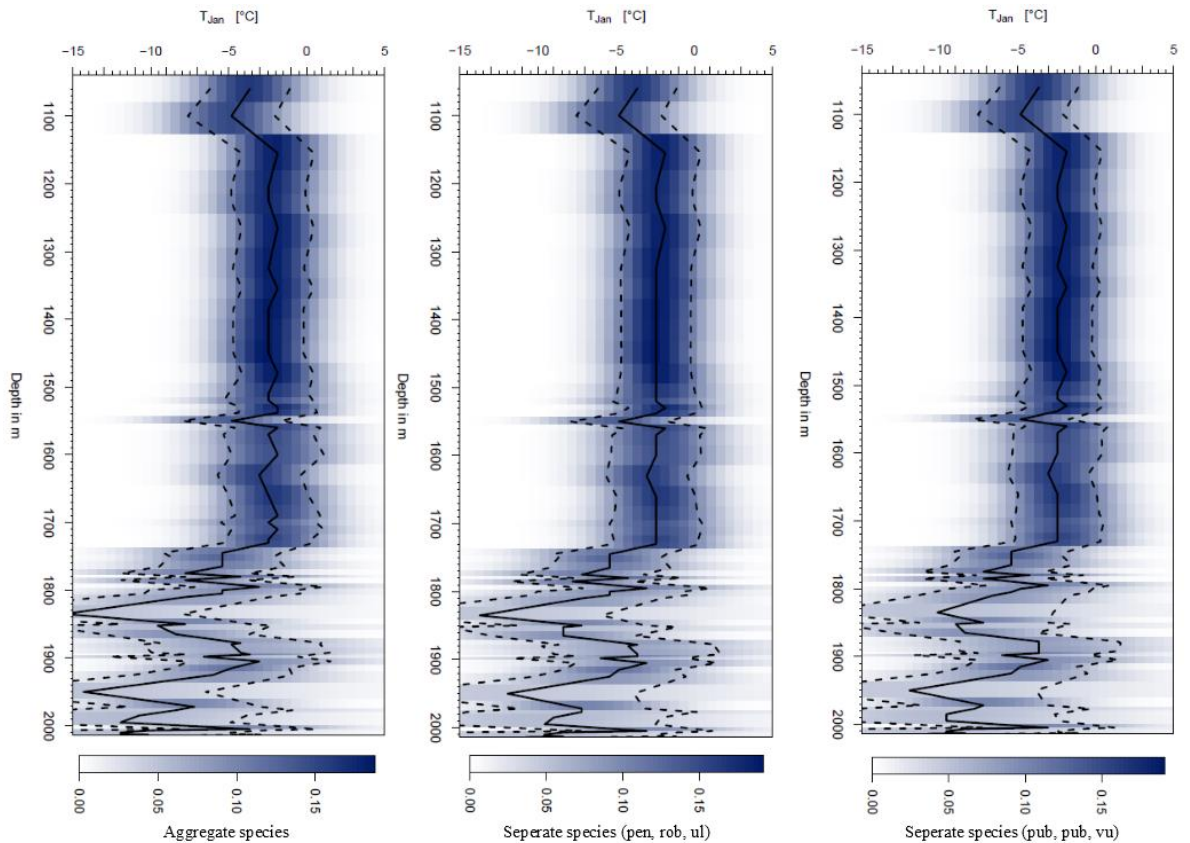 T_Jan [°C] T_Jan [°C] T_Jan [°C]
−15 −10 −5 0 5 −15 −10 −5 0 5 −15 −10 −5 0 5
1100 1100 1100
1200 1200 1200
1300 1300 1300
1400 1400 1400
1500 1500 1500
1600 1600 1600
1700 1700 1700
1800 1800 1800
1900 1900 1900
2000 2000 2000
Depth in m Depth in m Depth in m
0.00 0.05 0.10 0.15 0.00 0.05 0.10 0.15 0.00 0.05 0.10 0.15
Aggregate species Seperate species (pen, rob, ul) Seperate species (pub, pub, vu)